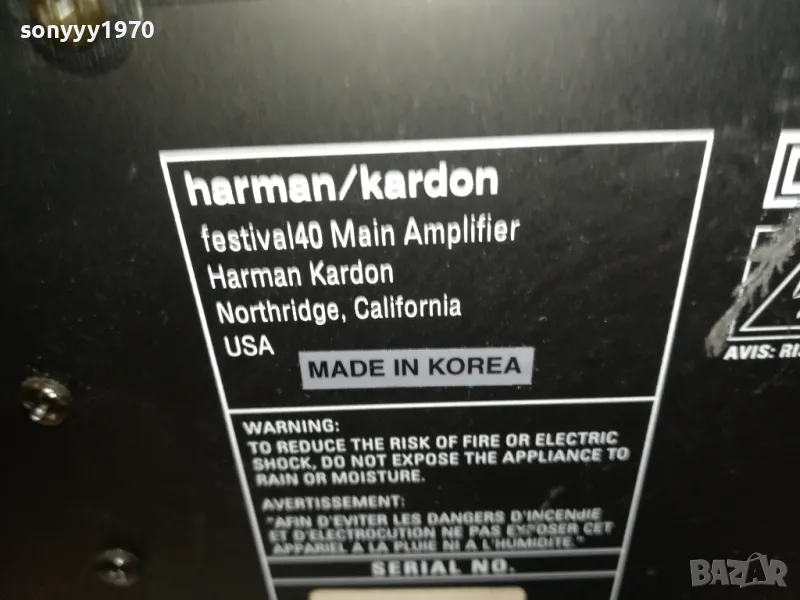 sonyyy1970
harman/kardon
festival40 Main Amplifier
Harman Kardon
Northridge, California
USA
MADE IN KOREA
AVIS: RI
WARNING:
TO REDUCE THE RISK OF FIRE OR ELECTRIC
SHOCK, DO NOT EXPOSE THE APPLIANCE TO
RAIN OR MOISTURE.
AVERTISSEMENT:
"AFIN D'EVITER LES DANGERS D'INCENDIE
ET D'ELECTROCUTION NE PAS EXPOSER CET
APPAREIL A LA PLUIE NI A L'HUMIDITE."
SERIAL NO.
BAZAR